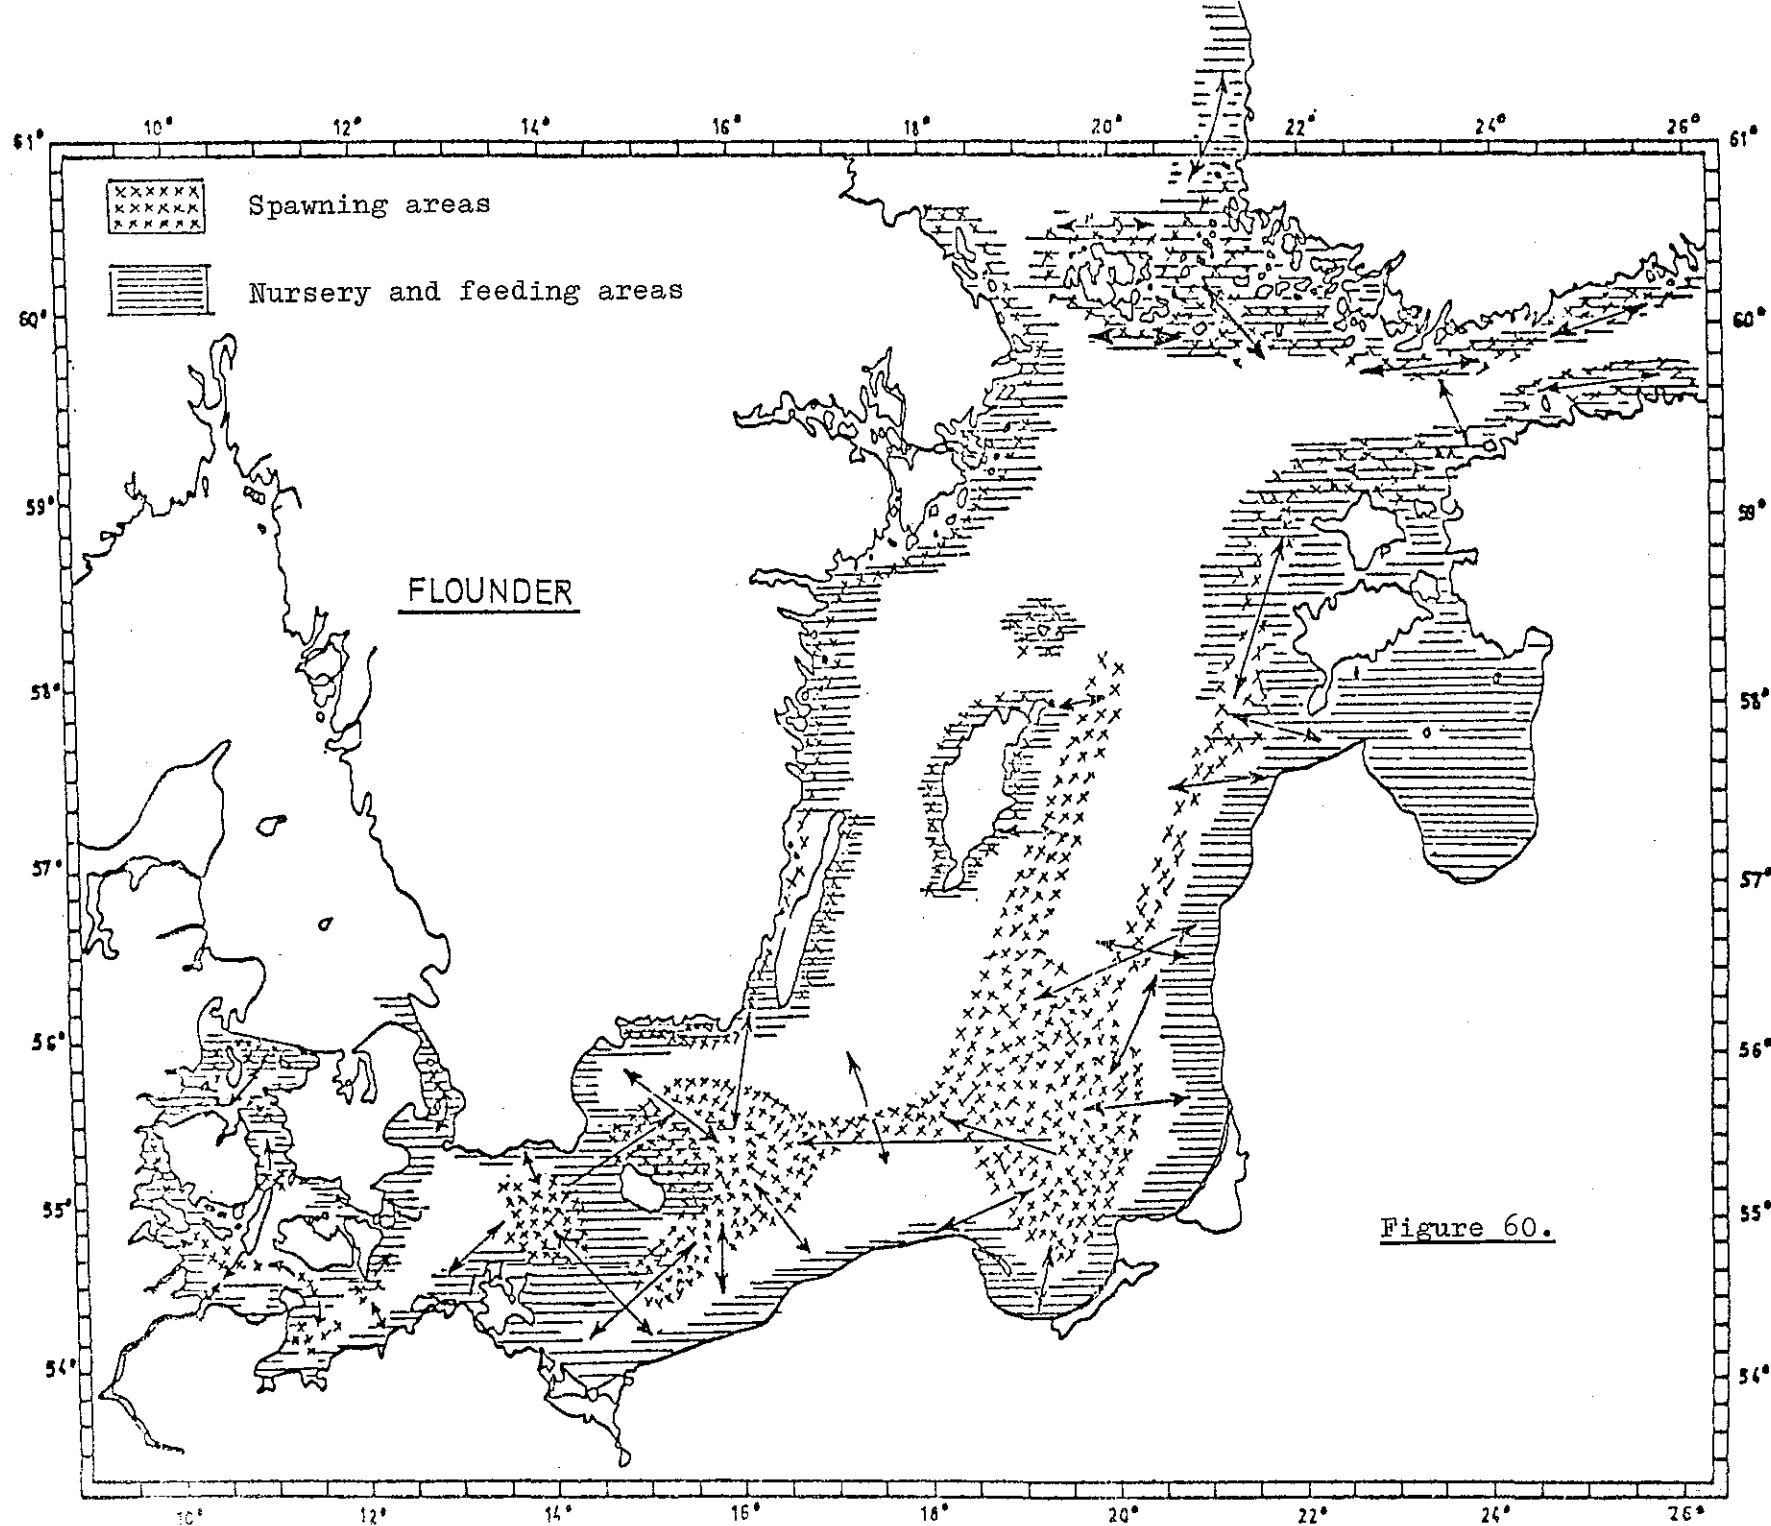 10° 12° 14° 16° 18° 20° 22° 24° 26°
61° 61°
Spawning areas
Nursery and feeding areas
60° 60°
59° 59°
FLOUNDER
58° 58°
57° 57°
56° 56°
55° 55°
Figure 60.
54° 54°
10° 12° 14° 16° 18° 20° 22° 24° 26°